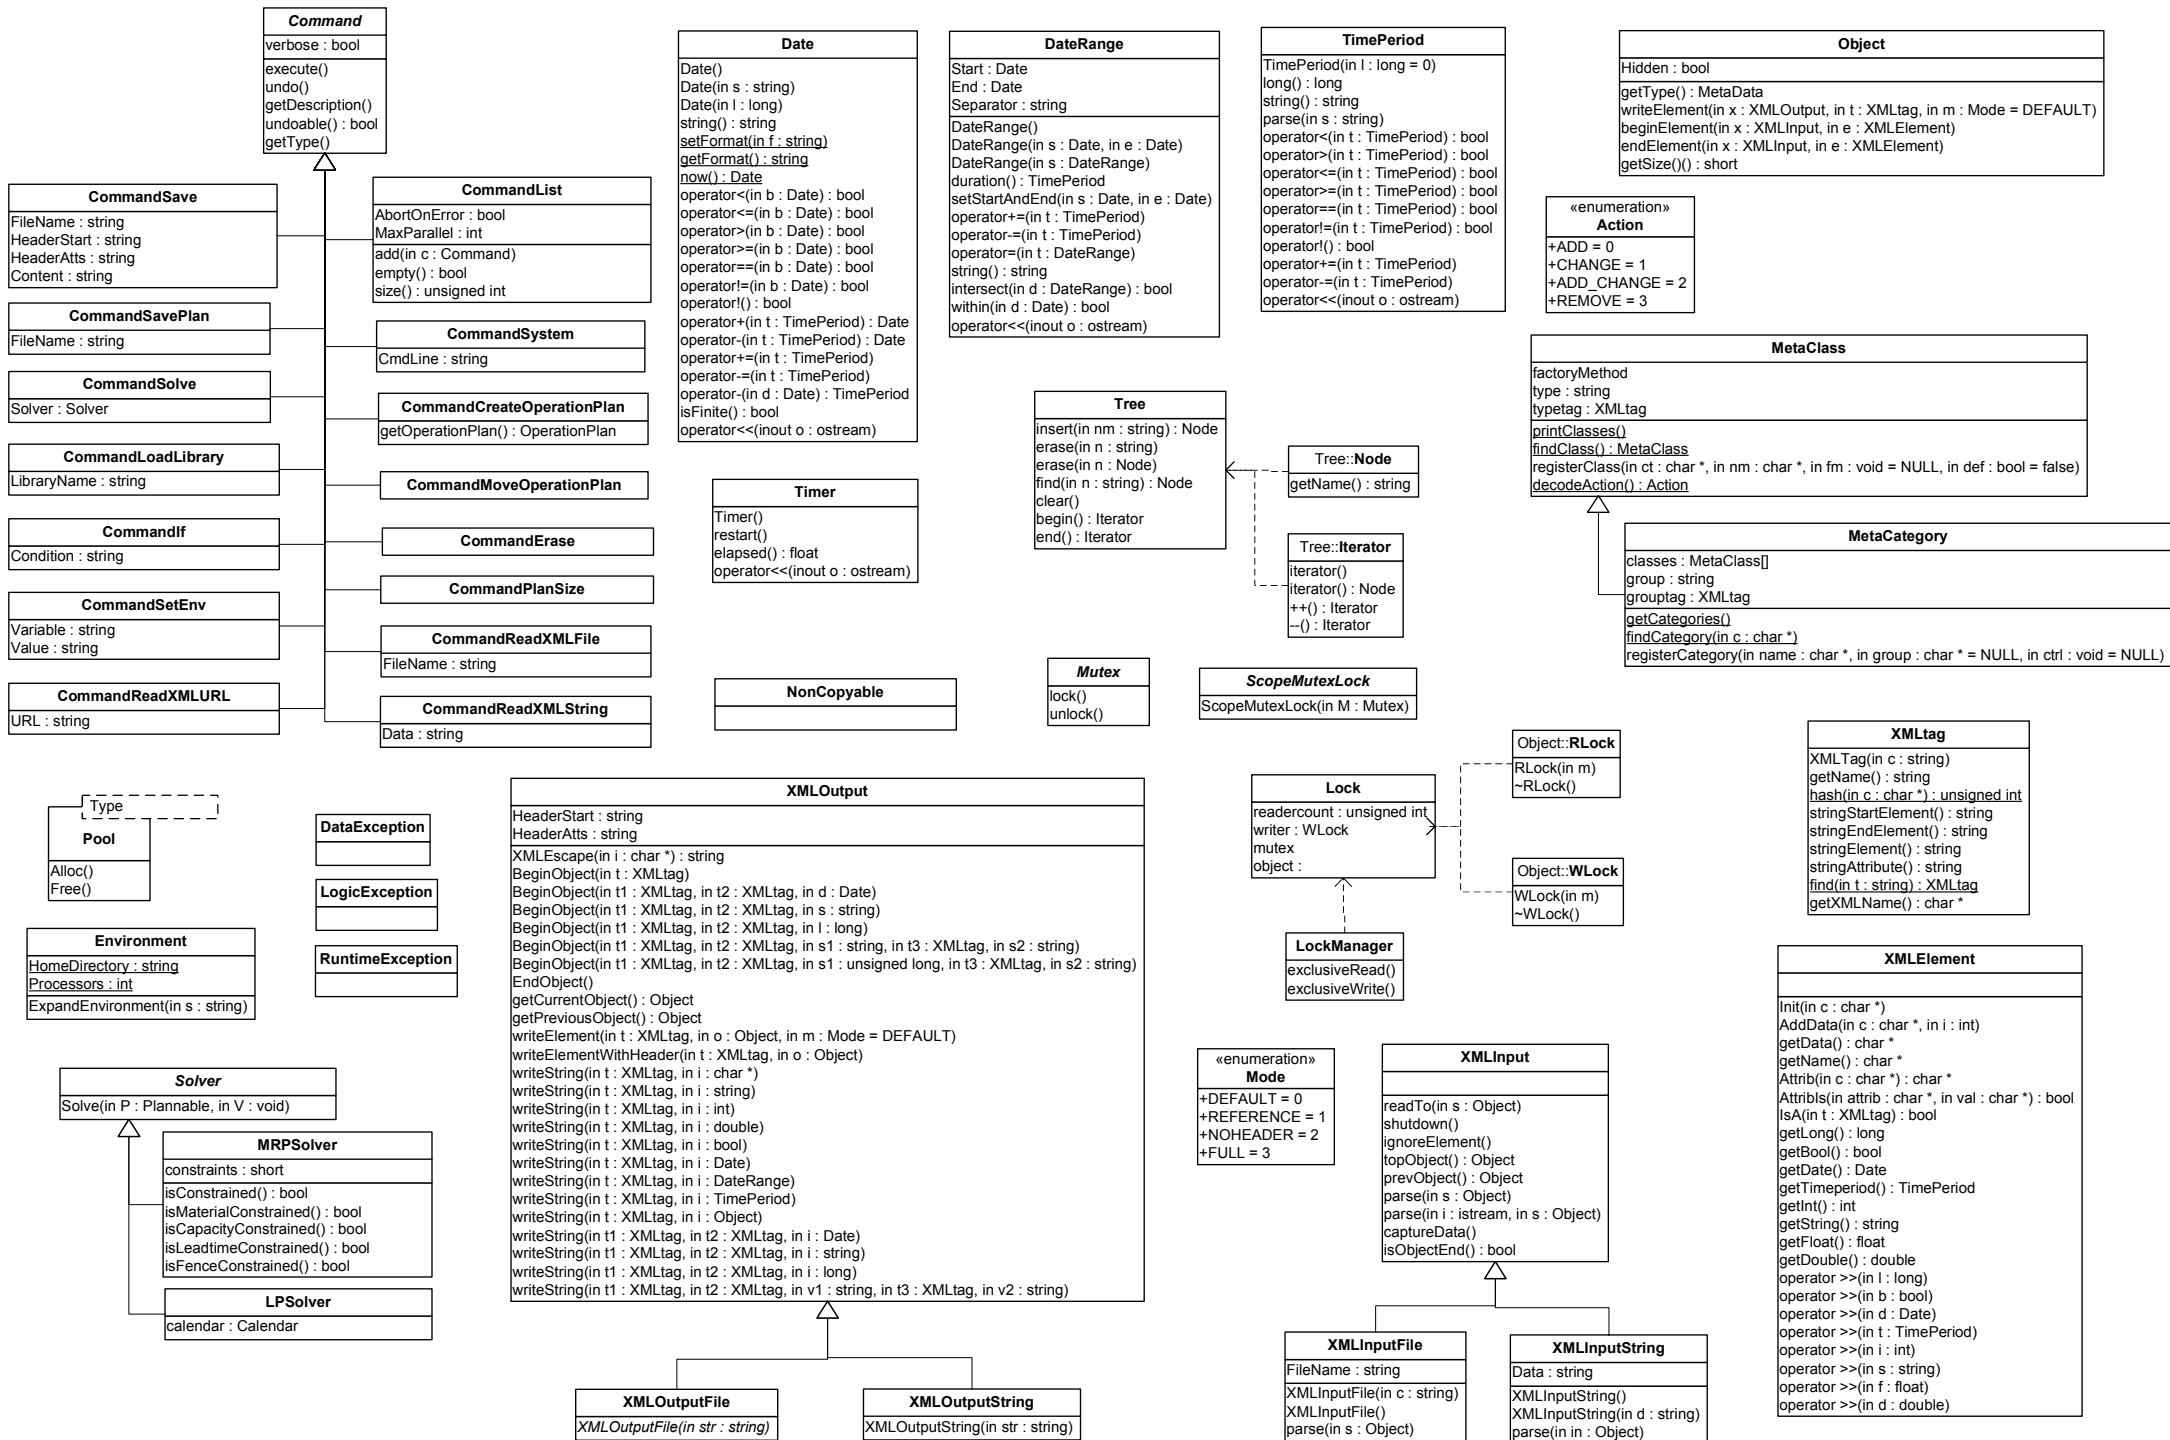 Command
verbose : bool
execute()
undo()
getDescription()
undoable() : bool
getType()
CommandSave
FileName : string
HeaderStart : string
HeaderAtts : string
Content : string
CommandSavePlan
FileName : string
CommandSolve
Solver : Solver
CommandLoadLibrary
LibraryName : string
CommandIf
Condition : string
CommandSetEnv
Variable : string
Value : string
CommandReadXMLURL
URL : string
CommandList
AbortOnError : bool
MaxParallel : int
add(in c : Command)
empty() : bool
size() : unsigned int
CommandSystem
CmdLine : string
CommandCreateOperationPlan
getOperationPlan() : OperationPlan
CommandMoveOperationPlan
CommandErase
CommandPlanSize
CommandReadXMLFile
FileName : string
CommandReadXMLString
Data : string
Date
Date()
Date(in s : string)
Date(in l : long)
string() : string
setFormat(in f : string)
getFormat() : string
now() : Date
operator<(in b : Date) : bool
operator<=(in b : Date) : bool
operator>(in b : Date) : bool
operator>=(in b : Date) : bool
operator==(in b : Date) : bool
operator!=(in b : Date) : bool
operator!() : bool
operator+(in t : TimePeriod) : Date
operator-(in t : TimePeriod) : Date
operator+=(in t : TimePeriod)
operator-=(in t : TimePeriod)
operator-(in d : Date) : TimePeriod
isFinite() : bool
operator<<(inout o : ostream)
DateRange
Start : Date
End : Date
Separator : string
DateRange()
DateRange(in s : Date, in e : Date)
DateRange(in s : DateRange)
duration() : TimePeriod
setStartAndEnd(in s : Date, in e : Date)
operator+=(in t : TimePeriod)
operator-=(in t : TimePeriod)
operator=(in t : DateRange)
string() : string
intersect(in d : DateRange) : bool
within(in d : Date) : bool
operator<<(inout o : ostream)
TimePeriod
TimePeriod(in l : long = 0)
long() : long
string() : string
parse(in s : string)
operator<(in t : TimePeriod) : bool
operator>(in t : TimePeriod) : bool
operator<=(in t : TimePeriod) : bool
operator>=(in t : TimePeriod) : bool
operator==(in t : TimePeriod) : bool
operator!=(in t : TimePeriod) : bool
operator!() : bool
operator+=(in t : TimePeriod)
operator-=(in t : TimePeriod)
operator<<(inout o : ostream)
Object
Hidden : bool
getType() : MetaData
writeElement(in x : XMLOutput, in t : XMLtag, in m : Mode = DEFAULT)
beginElement(in x : XMLInput, in e : XMLElement)
endElement(in x : XMLInput, in e : XMLElement)
getSize()() : short
«enumeration»
Action
+ADD = 0
+CHANGE = 1
+ADD_CHANGE = 2
+REMOVE = 3
MetaClass
factoryMethod
type : string
typetag : XMLtag
printClasses()
findClass() : MetaClass
registerClass(in ct : char *, in nm : char *, in fm : void = NULL, in def : bool = false)
decodeAction() : Action
MetaCategory
classes : MetaClass[]
group : string
grouptag : XMLtag
getCategories()
findCategory(in c : char *)
registerCategory(in name : char *, in group : char * = NULL, in ctrl : void = NULL)
Tree
insert(in nm : string) : Node
erase(in n : string)
erase(in n : Node)
find(in n : string) : Node
clear()
begin() : Iterator
end() : Iterator
Tree::Node
getName() : string
Tree::Iterator
iterator()
iterator() : Node
++() : Iterator
--() : Iterator
Timer
Timer()
restart()
elapsed() : float
operator<<(inout o : ostream)
NonCopyable
Mutex
lock()
unlock()
ScopeMutexLock
ScopeMutexLock(in M : Mutex)
Lock
readercount : unsigned int
writer : WLock
mutex
object :
Object::RLock
RLock(in m)
~RLock()
Object::WLock
WLock(in m)
~WLock()
LockManager
exclusiveRead()
exclusiveWrite()
XMLtag
XMLTag(in c : string)
getName() : string
hash(in c : char *) : unsigned int
stringStartElement() : string
stringEndElement() : string
stringElement() : string
stringAttribute() : string
find(in t : string) : XMLtag
getXMLName() : char *
Type
Pool
Alloc()
Free()
DataException
LogicException
RuntimeException
Environment
HomeDirectory : string
Processors : int
ExpandEnvironment(in s : string)
Solver
Solve(in P : Plannable, in V : void)
MRPSolver
constraints : short
isConstrained() : bool
isMaterialConstrained() : bool
isCapacityConstrained() : bool
isLeadtimeConstrained() : bool
isFenceConstrained() : bool
LPSolver
calendar : Calendar
XMLOutput
HeaderStart : string
HeaderAtts : string
XMLEscape(in i : char *) : string
BeginObject(in t : XMLtag)
BeginObject(in t1 : XMLtag, in t2 : XMLtag, in d : Date)
BeginObject(in t1 : XMLtag, in t2 : XMLtag, in s : string)
BeginObject(in t1 : XMLtag, in t2 : XMLtag, in l : long)
BeginObject(in t1 : XMLtag, in t2 : XMLtag, in s1 : string, in t3 : XMLtag, in s2 : string)
BeginObject(in t1 : XMLtag, in t2 : XMLtag, in s1 : unsigned long, in t3 : XMLtag, in s2 : string)
EndObject()
getCurrentObject() : Object
getPreviousObject() : Object
writeElement(in t : XMLtag, in o : Object, in m : Mode = DEFAULT)
writeElementWithHeader(in t : XMLtag, in o : Object)
writeString(in t : XMLtag, in i : char *)
writeString(in t : XMLtag, in i : string)
writeString(in t : XMLtag, in i : int)
writeString(in t : XMLtag, in i : double)
writeString(in t : XMLtag, in i : bool)
writeString(in t : XMLtag, in i : Date)
writeString(in t : XMLtag, in i : DateRange)
writeString(in t : XMLtag, in i : TimePeriod)
writeString(in t : XMLtag, in i : Object)
writeString(in t1 : XMLtag, in t2 : XMLtag, in i : Date)
writeString(in t1 : XMLtag, in t2 : XMLtag, in i : string)
writeString(in t1 : XMLtag, in t2 : XMLtag, in i : long)
writeString(in t1 : XMLtag, in t2 : XMLtag, in v1 : string, in t3 : XMLtag, in v2 : string)
XMLOutputFile
XMLOutputFile(in str : string)
XMLOutputString
XMLOutputString(in str : string)
«enumeration»
Mode
+DEFAULT = 0
+REFERENCE = 1
+NOHEADER = 2
+FULL = 3
XMLInput
readTo(in s : Object)
shutdown()
ignoreElement()
topObject() : Object
prevObject() : Object
parse(in s : Object)
parse(in i : istream, in s : Object)
captureData()
isObjectEnd() : bool
XMLInputFile
FileName : string
XMLInputFile(in c : string)
XMLInputFile()
parse(in s : Object)
XMLInputString
Data : string
XMLInputString()
XMLInputString(in d : string)
parse(in in : Object)
XMLElement
Init(in c : char *)
AddData(in c : char *, in i : int)
getData() : char *
getName() : char *
Attrib(in c : char *) : char *
AttribIs(in attrib : char *, in val : char *) : bool
IsA(in t : XMLtag) : bool
getLong() : long
getBool() : bool
getDate() : Date
getTimeperiod() : TimePeriod
getInt() : int
getString() : string
getFloat() : float
getDouble() : double
operator >>(in l : long)
operator >>(in b : bool)
operator >>(in d : Date)
operator >>(in t : TimePeriod)
operator >>(in i : int)
operator >>(in s : string)
operator >>(in f : float)
operator >>(in d : double)